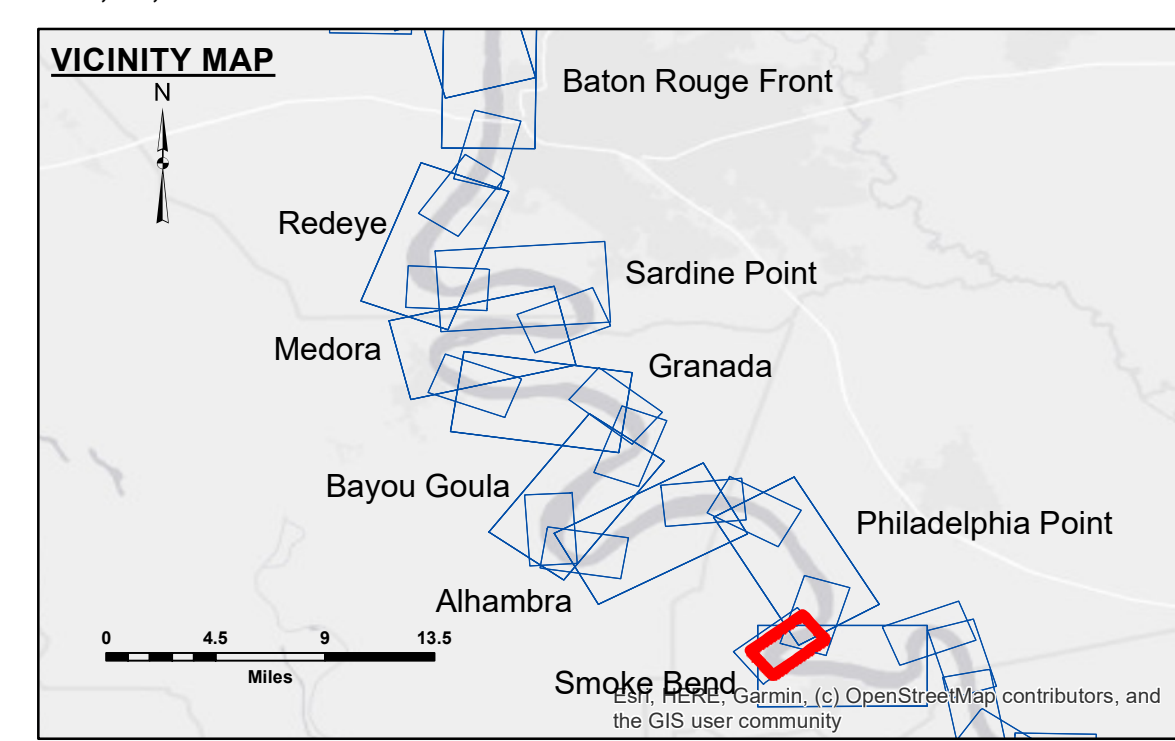 VICINITY MAP
N
Baton Rouge Front
Redeye
Sardine Point
Medora
Granada
Bayou Goula
Philadelphia Point
Alhambra
0 4.5 9 13.5
Miles
Smoke Bend
Esri, HERE, Garmin, (c) OpenStreetMap contributors, and
the GIS user community